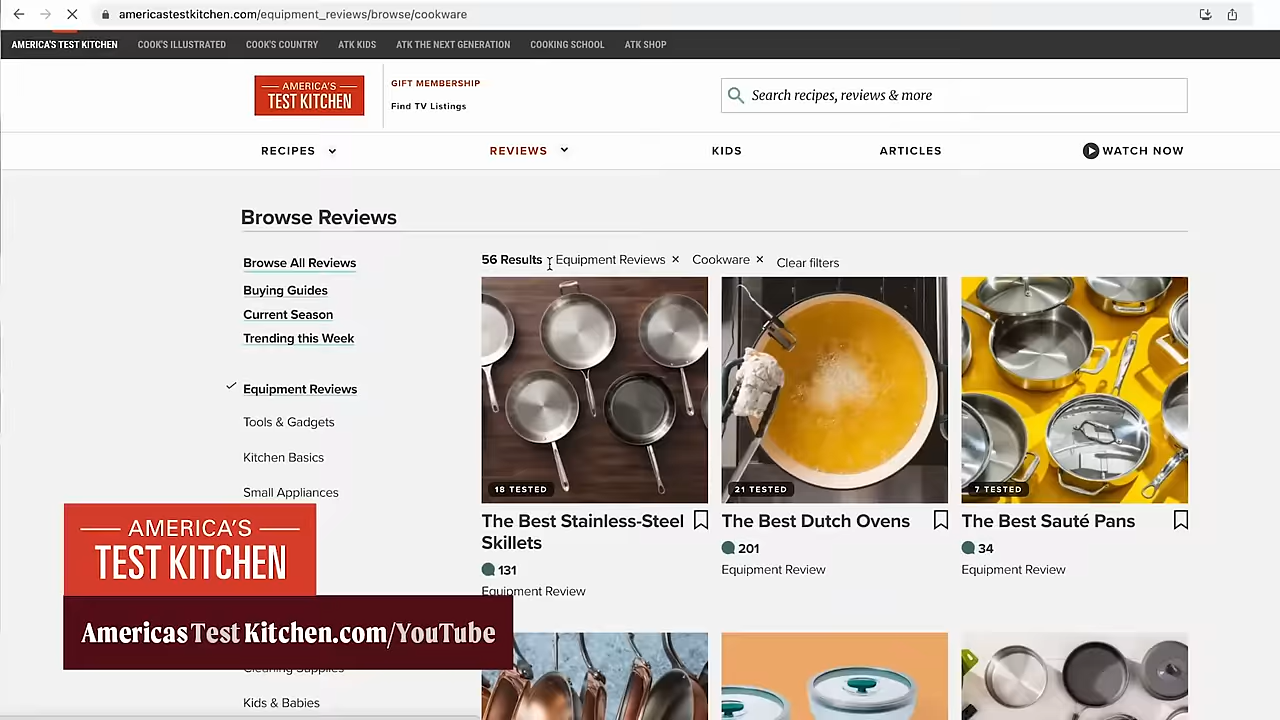 americastestkitchen.com/equipment_reviews/browse/cookware
AMERICA'S TEST KITCHEN COOK'S ILLUSTRATED COOK'S COUNTRY ATK KIDS ATK THE NEXT GENERATION COOKING SCHOOL ATK SHOP
AMERICA'S
TEST KITCHEN
GIFT MEMBERSHIP
Find TV Listings
Search recipes, reviews & more
RECIPES REVIEWS KIDS ARTICLES WATCH NOW
Browse Reviews
Browse All Reviews
Buying Guides
Current Season
Trending this Week
Equipment Reviews
Tools & Gadgets
Kitchen Basics
Small Appliances
Cleaning Supplies
Kids & Babies
56 Results Equipment Reviews × Cookware × Clear filters
18 TESTED
The Best Stainless-Steel
Skillets
131
Equipment Review
21 TESTED
The Best Dutch Ovens
201
Equipment Review
7 TESTED
The Best Sauté Pans
34
Equipment Review
AMERICA'S
TEST KITCHEN
AmericasTestKitchen.com/YouTube